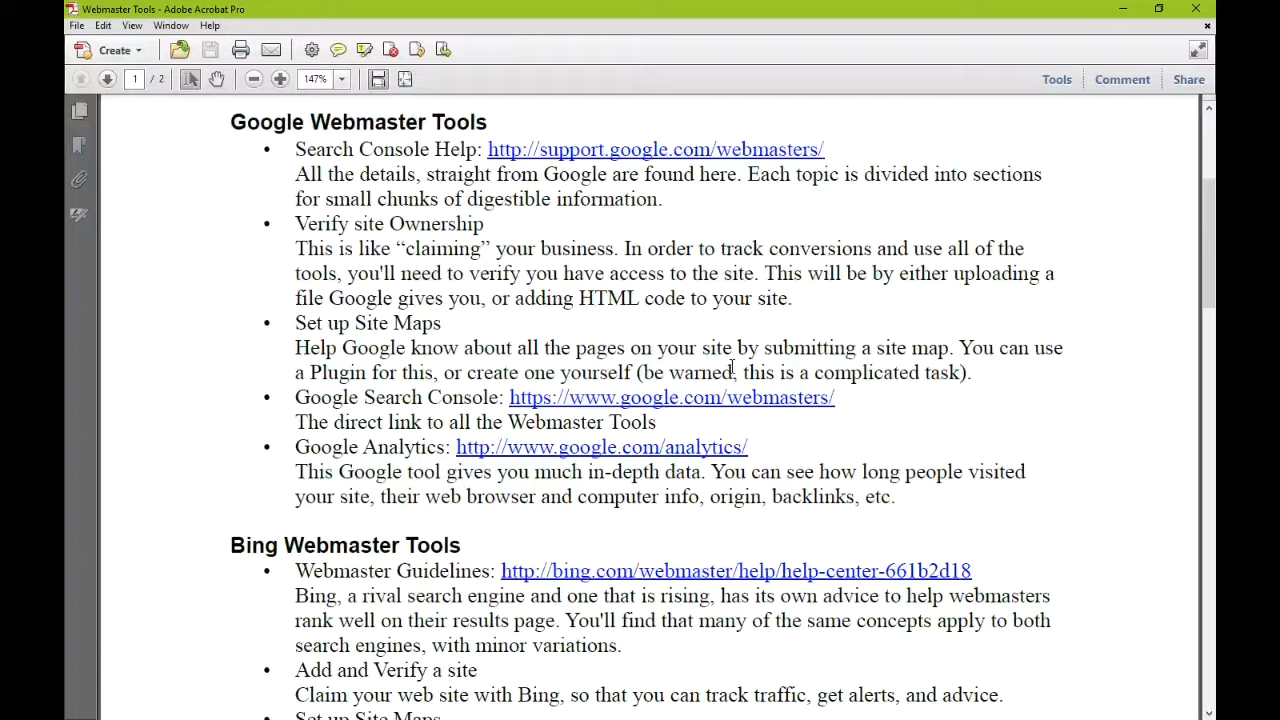 Webmaster Tools - Adobe Acrobat Pro
File Edit View Window Help
Create
1 / 2 147% Tools Comment Share
Google Webmaster Tools
• Search Console Help: http://support.google.com/webmasters/
All the details, straight from Google are found here. Each topic is divided into sections
for small chunks of digestible information.
• Verify site Ownership
This is like “claiming” your business. In order to track conversions and use all of the
tools, you'll need to verify you have access to the site. This will be by either uploading a
file Google gives you, or adding HTML code to your site.
• Set up Site Maps
Help Google know about all the pages on your site by submitting a site map. You can use
a Plugin for this, or create one yourself (be warned, this is a complicated task).
• Google Search Console: https://www.google.com/webmasters/
The direct link to all the Webmaster Tools
• Google Analytics: http://www.google.com/analytics/
This Google tool gives you much in-depth data. You can see how long people visited
your site, their web browser and computer info, origin, backlinks, etc.
Bing Webmaster Tools
• Webmaster Guidelines: http://bing.com/webmaster/help/help-center-661b2d18
Bing, a rival search engine and one that is rising, has its own advice to help webmasters
rank well on their results page. You'll find that many of the same concepts apply to both
search engines, with minor variations.
• Add and Verify a site
Claim your web site with Bing, so that you can track traffic, get alerts, and advice.
Set up Site Maps